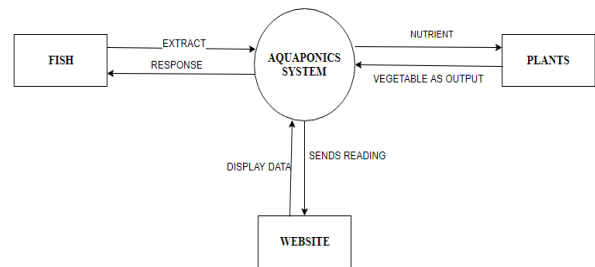 FISH
EXTRACT
RESPONSE
AQUAPONICS
SYSTEM
NUTRIENT
VEGETABLE AS OUTPUT
PLANTS
DISPLAY DATA
SENDS READING
WEBSITE